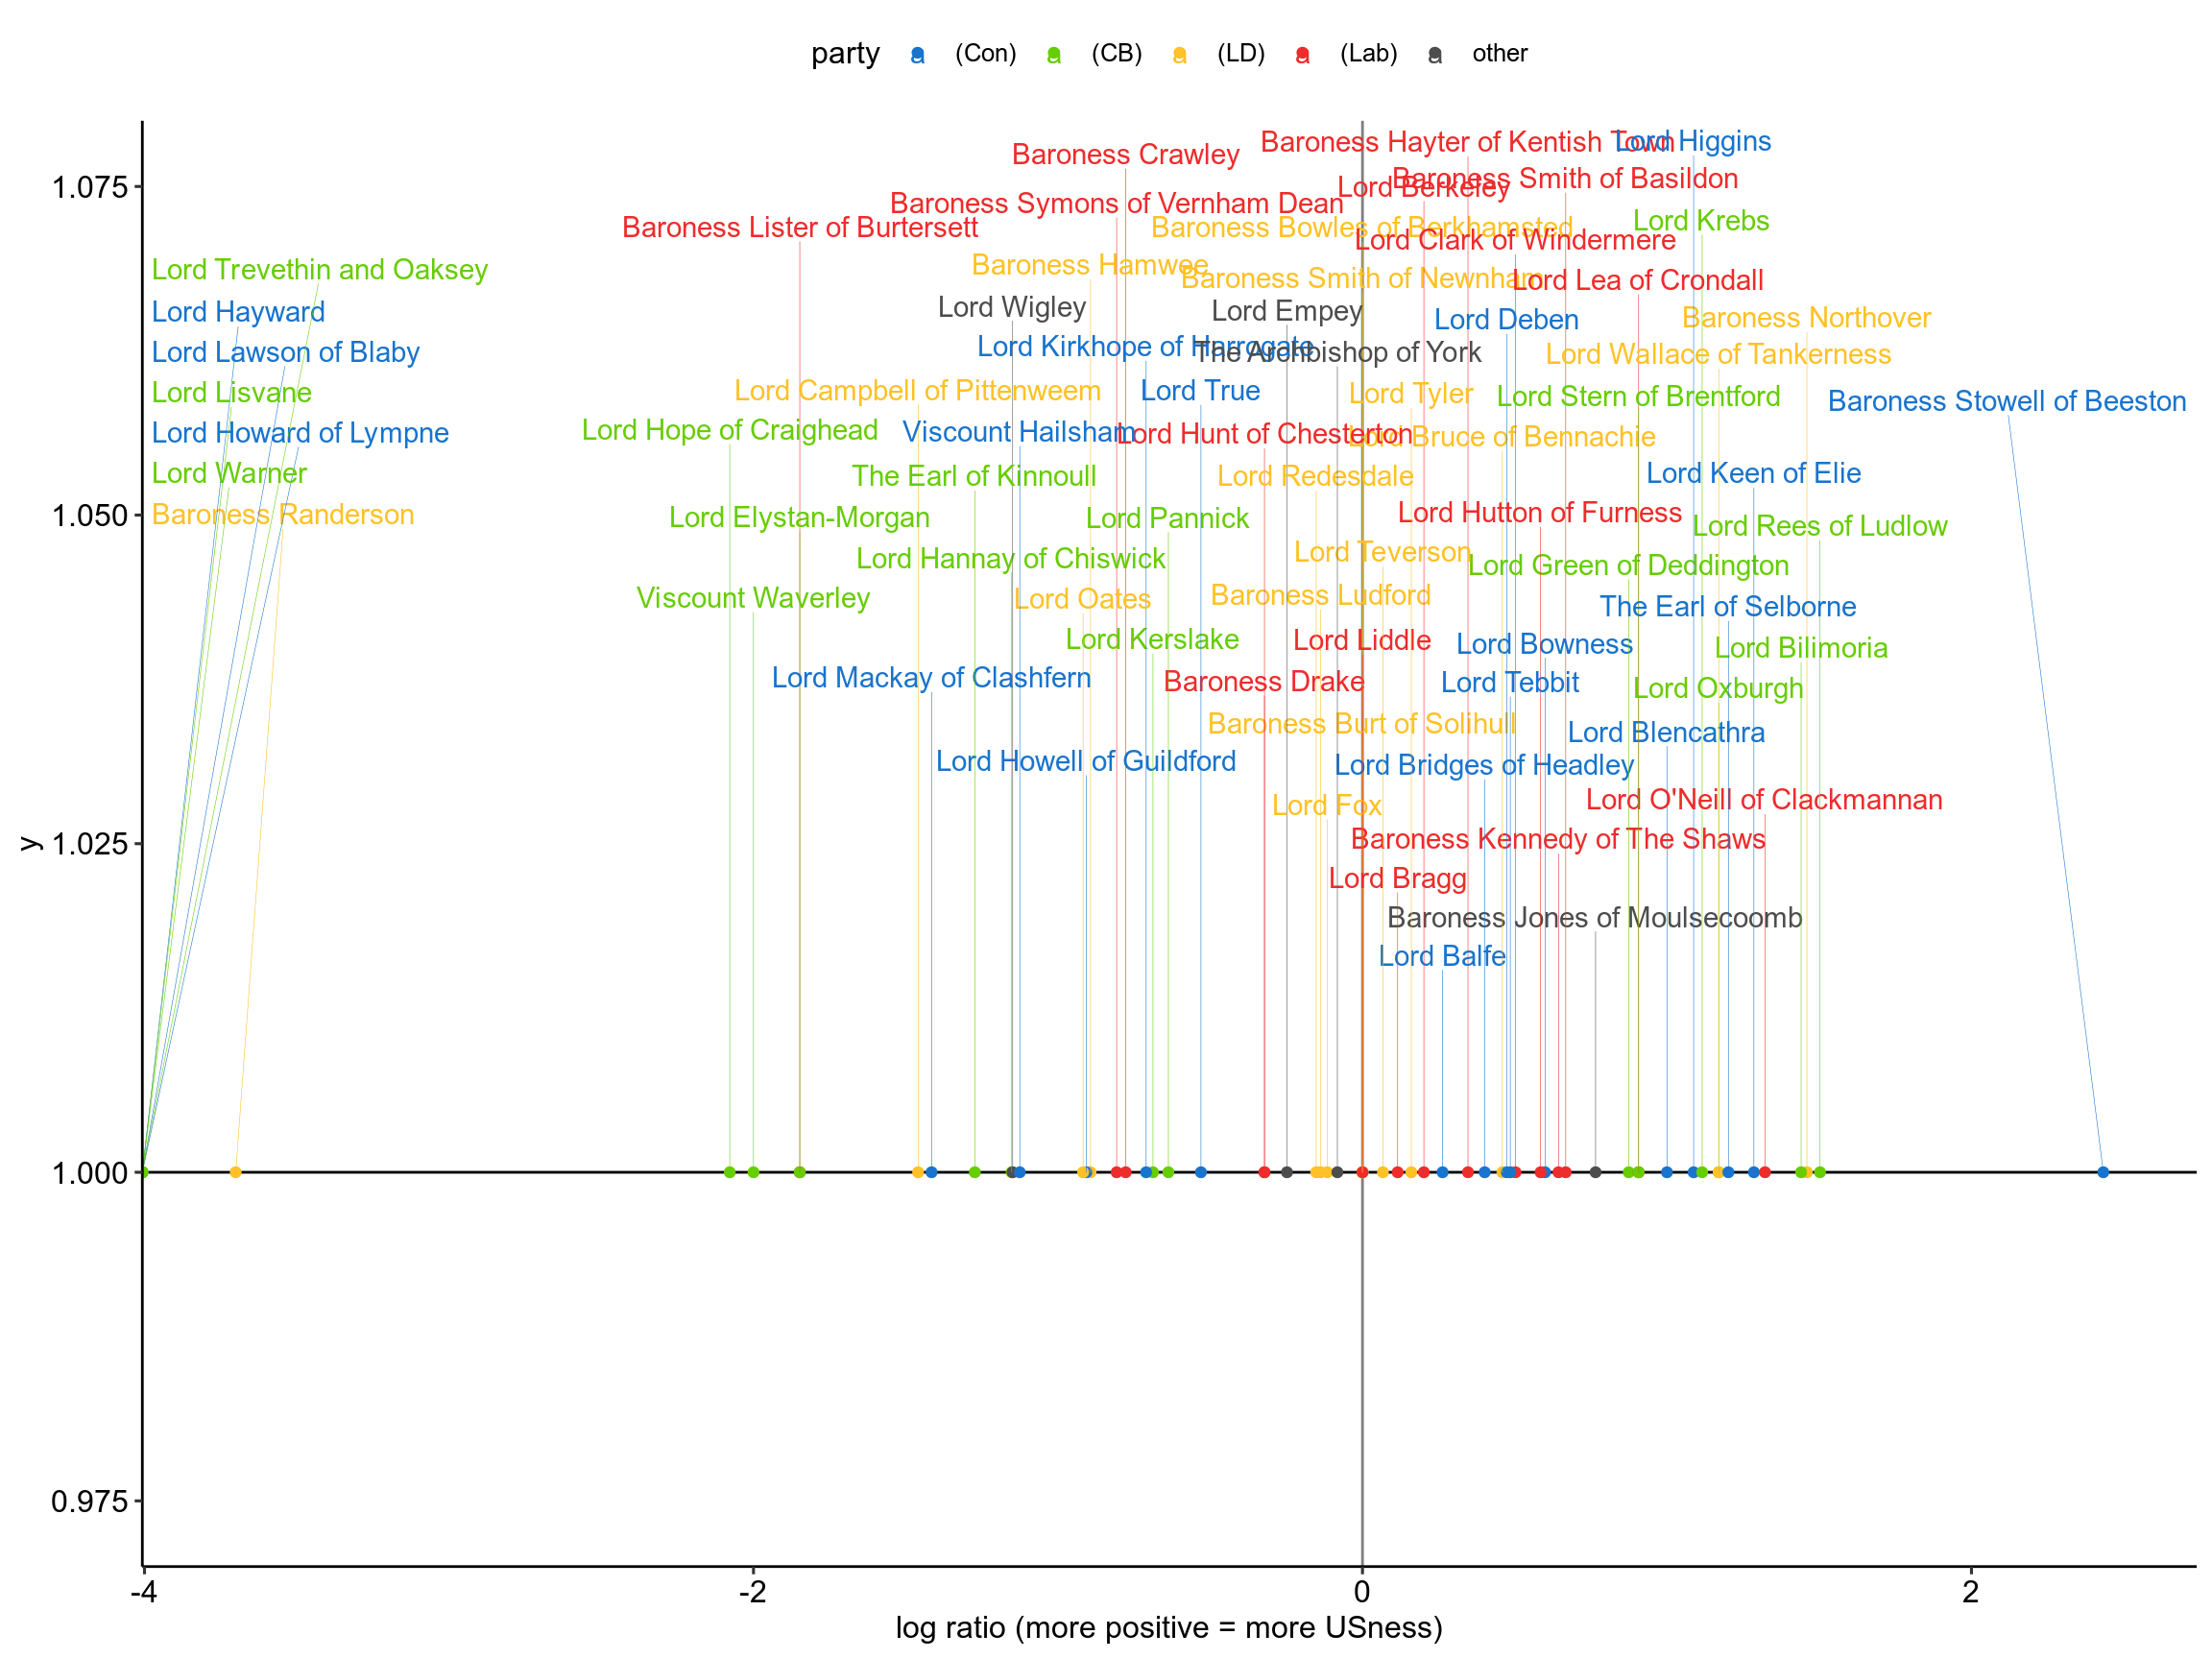 party a (Con) a (CB) a (LD) a (Lab) a other
Baroness Hayter of Kentish Town
Lord Higgins
Baroness Crawley
Baroness Smith of Basildon
Lord Berkeley
1.075
Baroness Symons of Vernham Dean
Lord Krebs
Baroness Lister of Burtersett
Baroness Bowles of Berkhamsted
Lord Clark of Windermere
Baroness Hamwee
Lord Trevethin and Oaksey
Baroness Smith of Newnham
Lord Lea of Crondall
Lord Wigley
Lord Hayward
Lord Empey
Lord Deben
Baroness Northover
Lord Kirkhope of Harrogate
Lord Lawson of Blaby
The Archbishop of York
Lord Wallace of Tankerness
Lord Campbell of Pittenweem
Lord True
Lord Lisvane
Lord Tyler
Lord Stern of Brentford
Baroness Stowell of Beeston
Lord Hope of Craighead
Viscount Hailsham
Lord Howard of Lympne
Lord Hunt of Chesterton
Lord Bruce of Bennachie
Lord Warner
The Earl of Kinnoull
Lord Redesdale
Lord Keen of Elie
1.050
Baroness Randerson
Lord Elystan-Morgan
Lord Pannick
Lord Hutton of Furness
Lord Rees of Ludlow
Lord Hannay of Chiswick
Lord Teverson
Lord Green of Deddington
Viscount Waverley
Lord Oates
Baroness Ludford
The Earl of Selborne
Lord Kerslake
Lord Liddle
Lord Bowness
Lord Bilimoria
Lord Mackay of Clashfern
Baroness Drake
Lord Tebbit
Lord Oxburgh
Baroness Burt of Solihull
Lord Blencathra
Lord Howell of Guildford
Lord Bridges of Headley
Lord Fox
Lord O'Neill of Clackmannan
y
1.025
Baroness Kennedy of The Shaws
Lord Bragg
Baroness Jones of Moulsecoomb
Lord Balfe
1.000
0.975
-4 -2 0 2
log ratio (more positive = more USness)